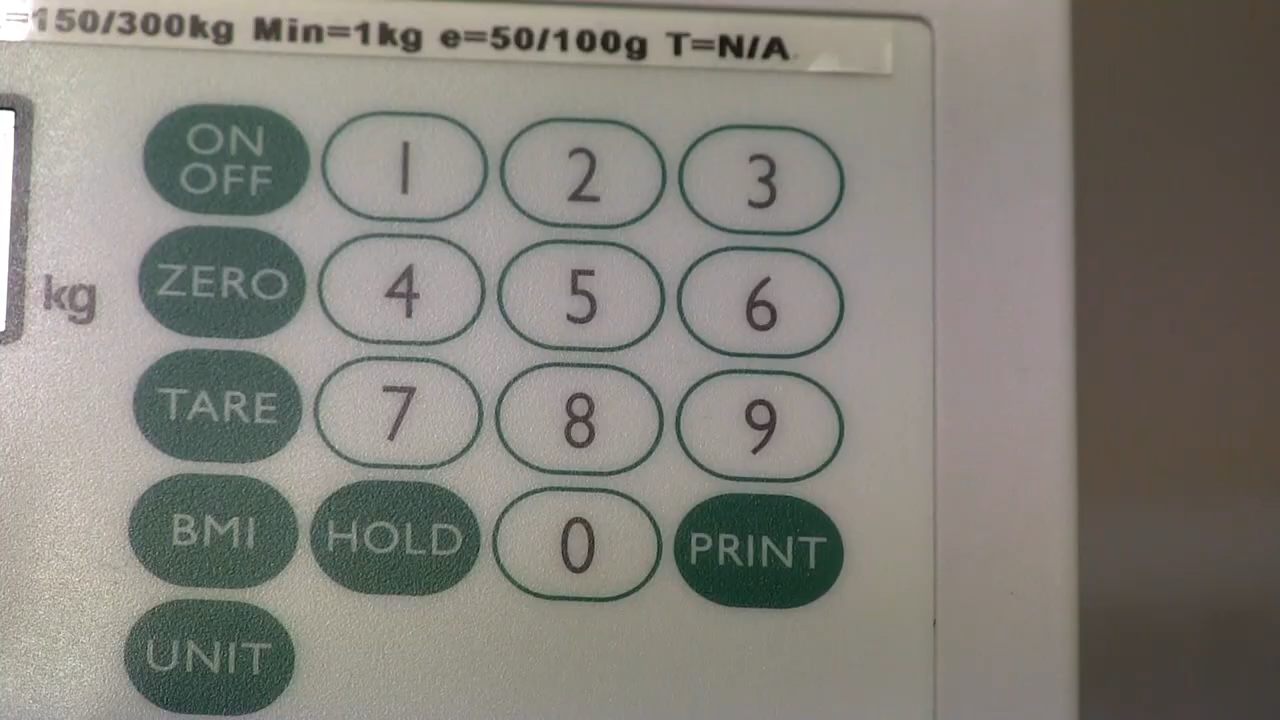 =150/300kg Min=1kg e=50/100g T=N/A
ON
OFF
1
2
3
kg
ZERO
4
5
6
TARE
7
8
9
BMI
HOLD
0
PRINT
UNIT